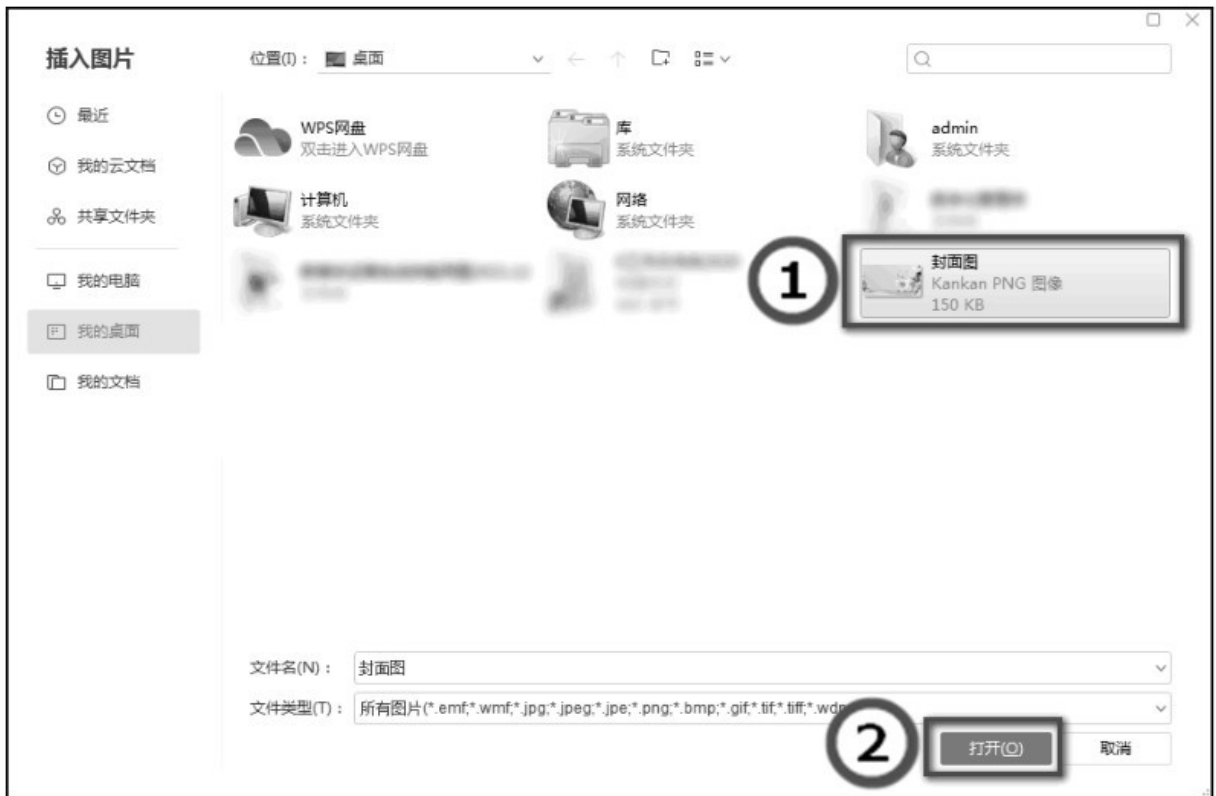 插入图片
位置(I)： 桌面
最近
我的云文档
共享文件夹
我的电脑
我的桌面
我的文档
WPS网盘
双击进入WPS网盘
库
系统文件夹
admin
系统文件夹
计算机
系统文件夹
网络
系统文件夹
1
封面图
Kankan PNG 图像
150 KB
文件名(N)： 封面图
文件类型(T)： 所有图片(*.emf;*.wmf;*.jpg;*.jpeg;*.jpe;*.png;*.bmp;*.gif;*.tif;*.tiff;*.wdp
2
打开(O)
取消